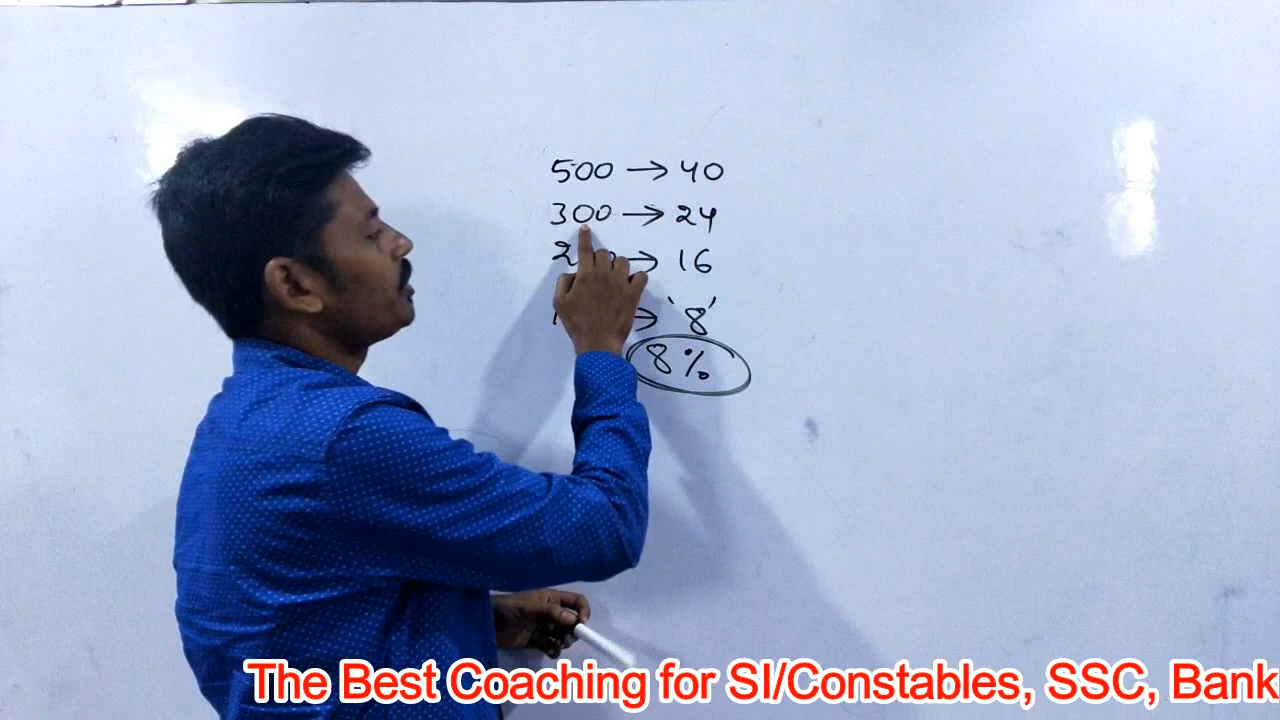 500 → 40
300 → 24
→ 16
→ '8'
8%
The Best Coaching for SI/Constables, SSC, Bank